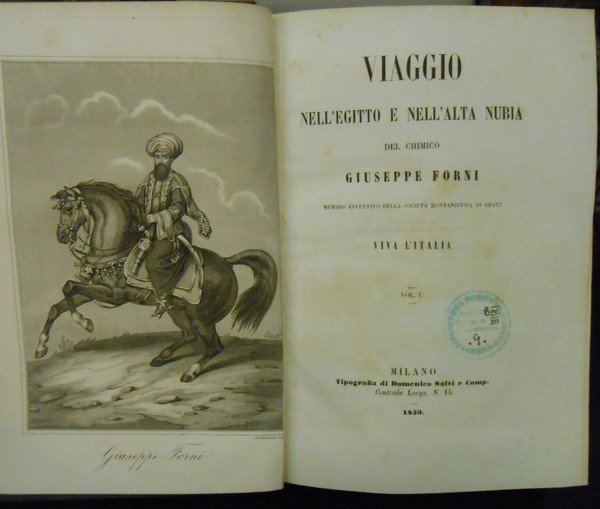 Giuseppe Forni
VIAGGIO
NELL'EGITTO E NELL'ALTA NUBIA
DEL CHIMICO
GIUSEPPE FORNI
MEMBRO EFFETTIVO DELLA SOCIETÀ MONTANISTICA DI GRATZ
VIVA L'ITALIA
VOL. I.
MILANO
Tipografia di Domenico Salvi e Comp.
Contrada Larga, N 45
1859.